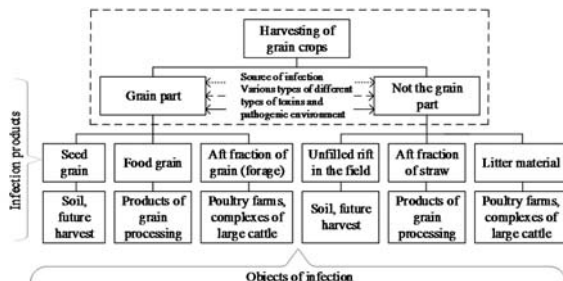 Harvesting of
grain crops
Grain part
Source of infection
Various types of different
types of toxins and
pathogenic environment
Not the grain
part
Infection products
Seed
grain
Food grain
Aft fraction of
grain (forage)
Unfilled rift
in the field
Aft fraction
of straw
Litter material
Soil, future
harvest
Products of
grain
processing
Poultry farms,
complexes of
large cattle
Soil, future
harvest
Products of
grain
processing
Poultry farms,
complexes of
large cattle
Objects of infection